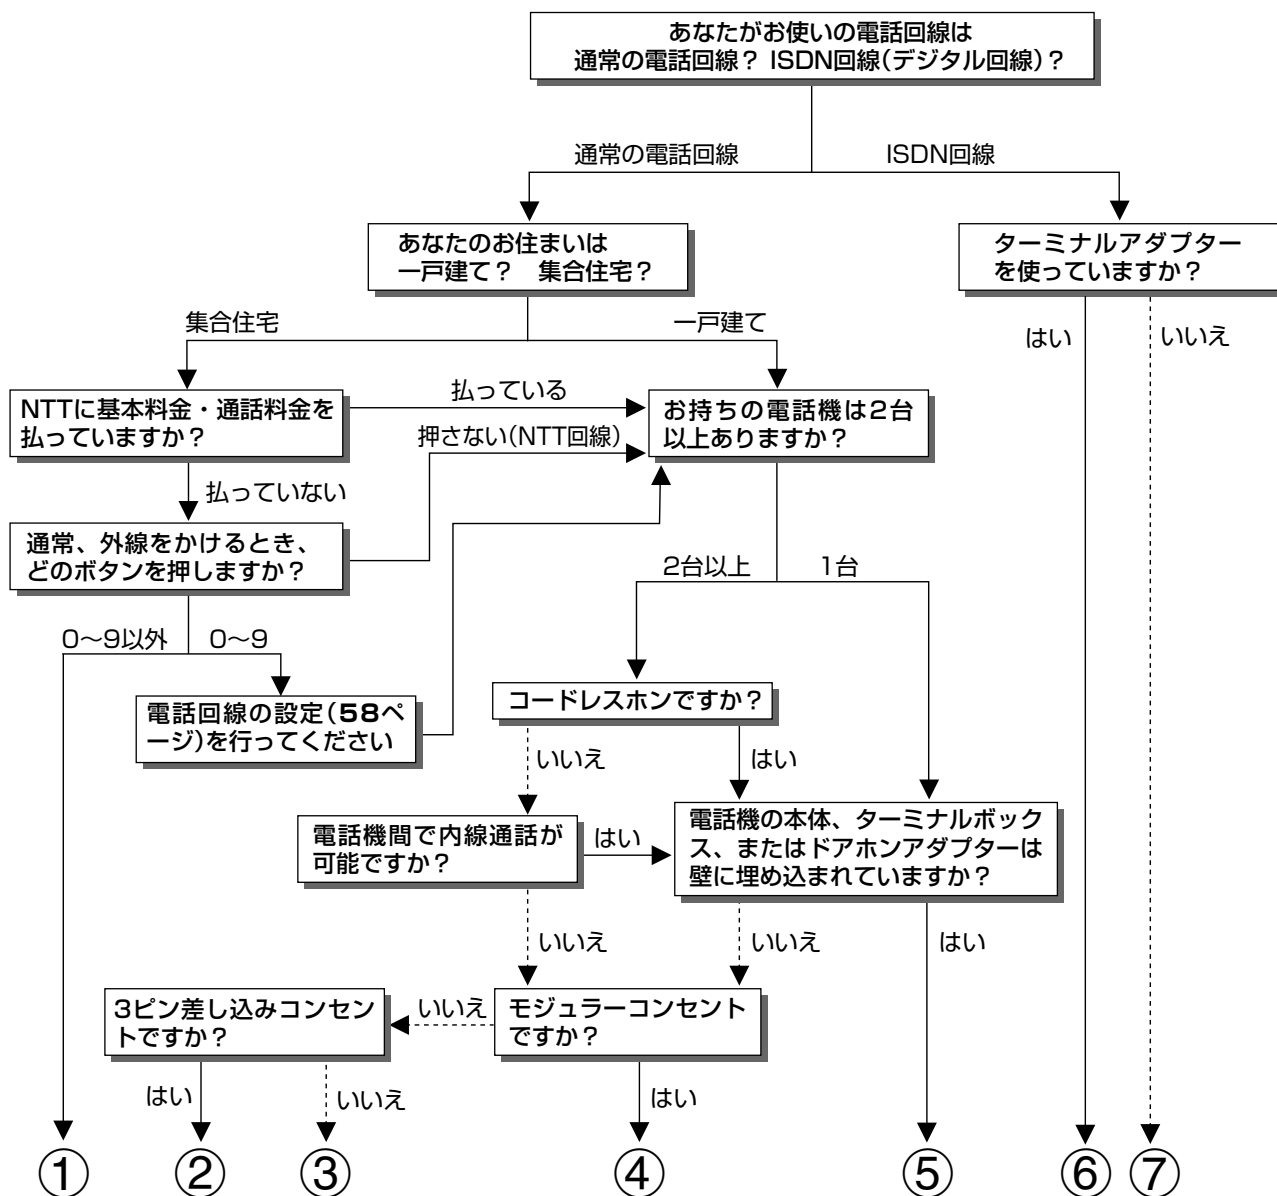 あなたがお使いの電話回線は
通常の電話回線？ ISDN回線(デジタル回線)？
通常の電話回線
ISDN回線
あなたのお住まいは
一戸建て？　集合住宅？
ターミナルアダプター
を使っていますか？
集合住宅
一戸建て
はい
いいえ
NTTに基本料金・通話料金を
払っていますか？
払っている
お持ちの電話機は2台
以上ありますか？
押さない(NTT回線)
払っていない
通常、外線をかけるとき、
どのボタンを押しますか？
2台以上
1台
0〜9以外
0〜9
電話回線の設定(58ペ
ージ)を行ってください
コードレスホンですか？
いいえ
はい
電話機間で内線通話が
可能ですか？
はい
電話機の本体、ターミナルボック
ス、またはドアホンアダプターは
壁に埋め込まれていますか？
いいえ
いいえ
はい
3ピン差し込みコンセン
トですか？
いいえ
モジュラーコンセント
ですか？
はい
いいえ
はい
①
②
③
④
⑤
⑥
⑦